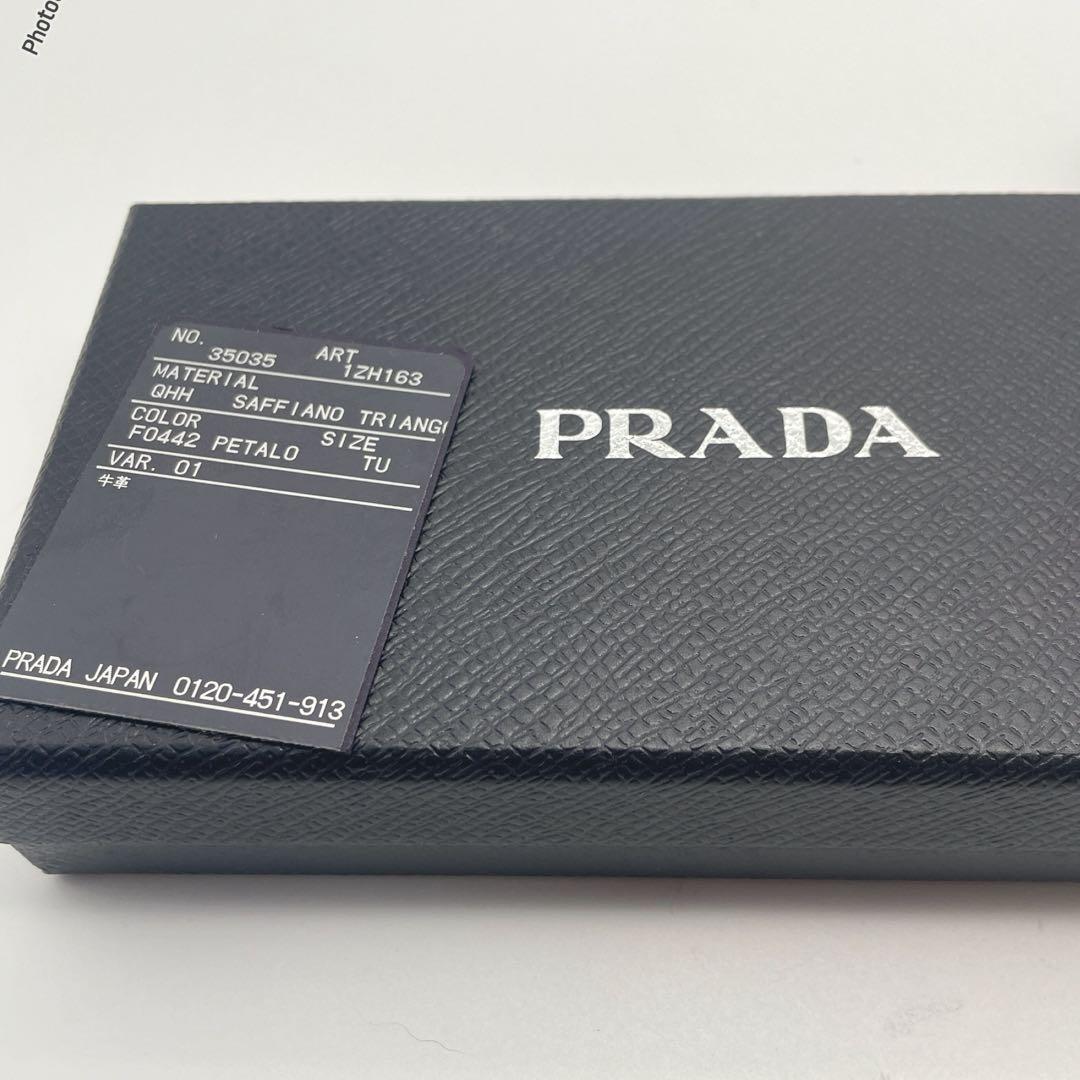 Photo
NO. 35035 ART 1ZH163
MATERIAL
QHH SAFFIANO TRIANG
COLOR SIZE
F0442 PETALO TU
VAR. 01
牛革
PRADA JAPAN 0120-451-913
PRADA